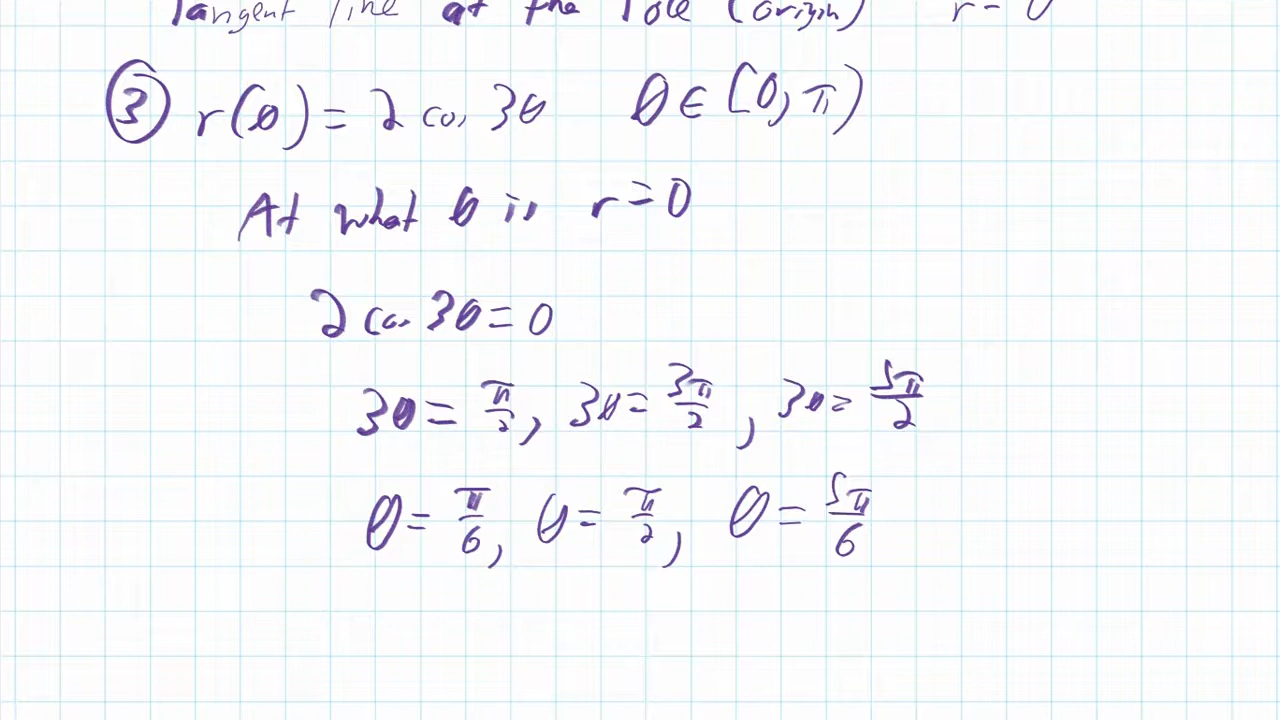 Tangent line at the Pole (origin) r = 0
③ r(θ) = 2 cos 3θ θ ∈ [0, π)
At what θ is r = 0
2 cos 3θ = 0
3θ = π/2, 3θ = 3π/2, 3θ = 5π/2
θ = π/6, θ = π/2, θ = 5π/6